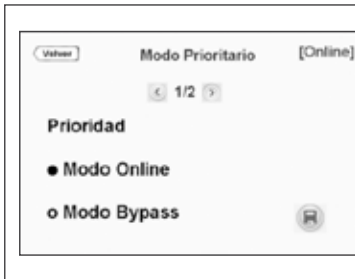 Volver Modo Prioritario [Online]
< 1/2 >
Prioridad
● Modo Online
o Modo Bypass